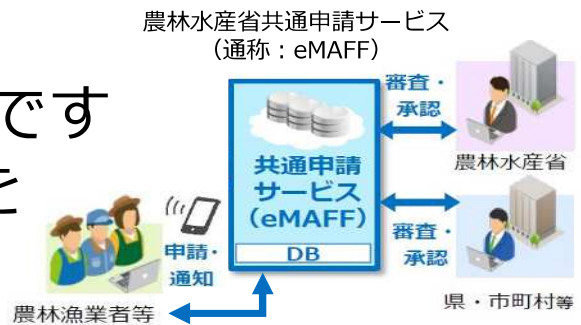 農林水産省共通申請サービス
（通称：eMAFF）
です
と
審査・
承認
共通申請
サービス
（eMAFF）
DB
農林水産省
申請・
通知
審査・
承認
農林漁業者等
県・市町村等